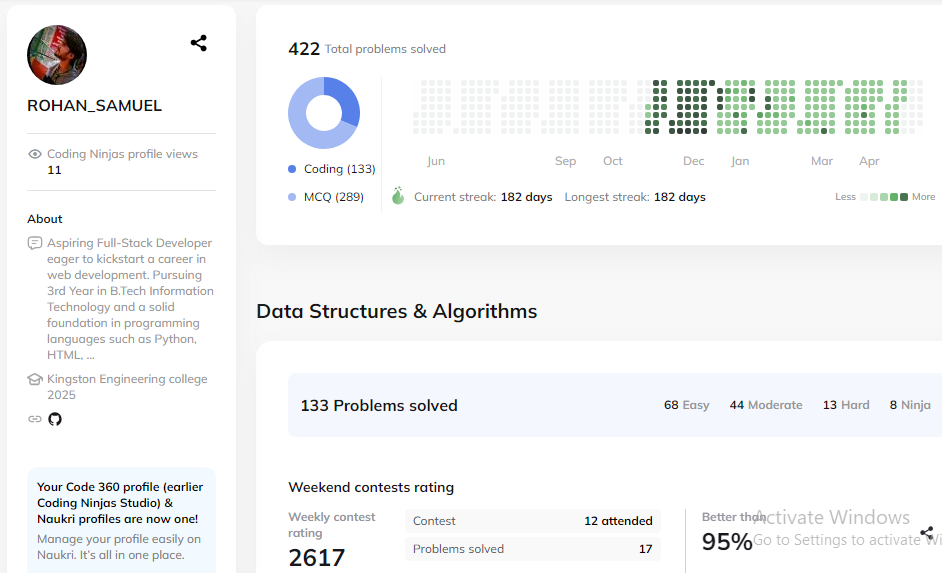 ROHAN_SAMUEL
Coding Ninjas profile views
11
About
Aspiring Full-Stack Developer
eager to kickstart a career in
web development. Pursuing
3rd Year in B.Tech Information
Technology and a solid
foundation in programming
languages such as Python,
HTML, ...
Kingston Engineering college
2025
Your Code 360 profile (earlier
Coding Ninjas Studio) &
Naukri profiles are now one!
Manage your profile easily on
Naukri. It's all in one place.
422 Total problems solved
Coding (133)
MCQ (289)
Jun Sep Oct Dec Jan Mar Apr
Current streak: 182 days Longest streak: 182 days
Less More
Data Structures & Algorithms
133 Problems solved 68 Easy 44 Moderate 13 Hard 8 Ninja
Weekend contests rating
Weekly contest
rating
2617
Contest 12 attended
Problems solved 17
Better than
95%
Activate Windows
Go to Settings to activate Wi